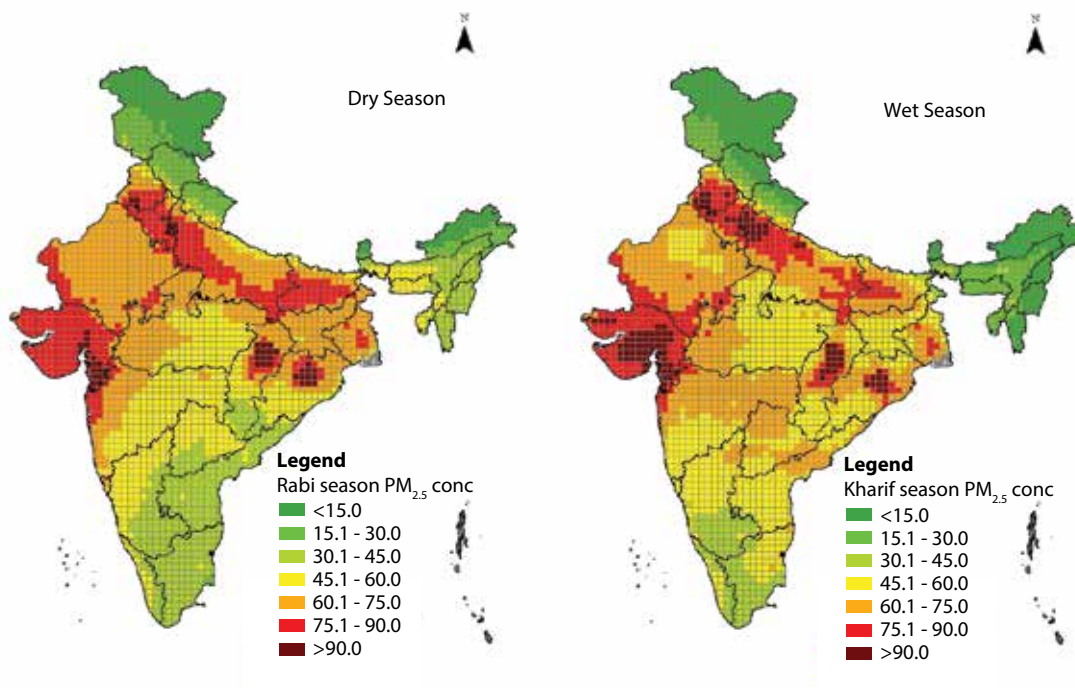 N
Dry Season
Legend
Rabi season PM2.5 conc
<15.0
15.1 - 30.0
30.1 - 45.0
45.1 - 60.0
60.1 - 75.0
75.1 - 90.0
>90.0
N
Wet Season
Legend
Kharif season PM2.5 conc
<15.0
15.1 - 30.0
30.1 - 45.0
45.1 - 60.0
60.1 - 75.0
75.1 - 90.0
>90.0